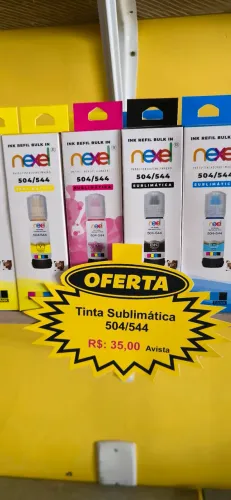 INK REFIL BULK IN
nexel
504/544
INK REFIL BULK IN
nexel
504/544
SUBLIMÁTICA
INK REFIL BULK IN
nexel
504/544
SUBLIMÁTICA
INK REFIL BULK IN
nexel
504/544
SUBLIMÁTICA
OFERTA
Tinta Sublimática
504/544
R$: 35,00 Avista